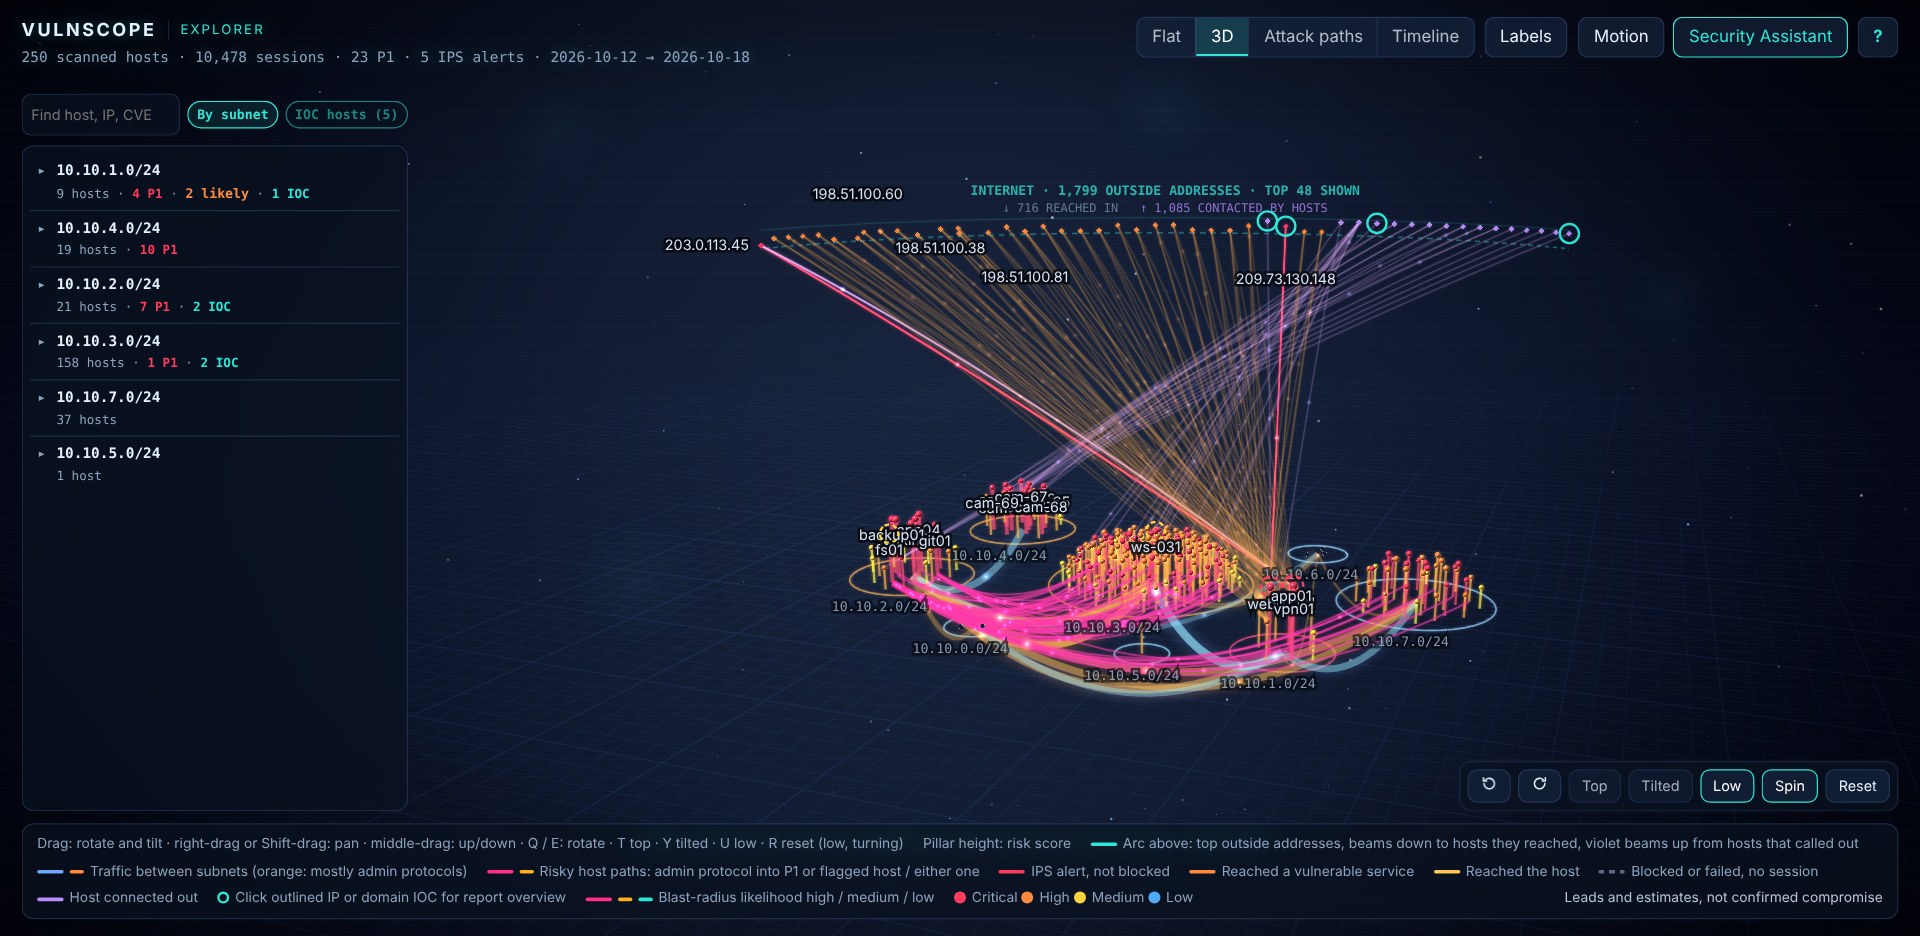 VULNSCOPE | EXPLORER
250 scanned hosts · 10,478 sessions · 23 P1 · 5 IPS alerts · 2026-10-12 → 2026-10-18
Flat 3D Attack paths Timeline Labels Motion Security Assistant ?
Find host, IP, CVE By subnet IOC hosts (5)
▸ 10.10.1.0/24
9 hosts · 4 P1 · 2 likely · 1 IOC
▸ 10.10.4.0/24
19 hosts · 10 P1
▸ 10.10.2.0/24
21 hosts · 7 P1 · 2 IOC
▸ 10.10.3.0/24
158 hosts · 1 P1 · 2 IOC
▸ 10.10.7.0/24
37 hosts
▸ 10.10.5.0/24
1 host
INTERNET · 1,799 OUTSIDE ADDRESSES · TOP 48 SHOWN
↓ 716 REACHED IN ↑ 1,085 CONTACTED BY HOSTS
198.51.100.60
203.0.113.45
198.51.100.38
198.51.100.81
209.73.130.148
cam-67
cam-69
cam-68
backup01
git01
fs01
10.10.4.0/24
ws-031
10.10.6.0/24
app01
vpn01
10.10.2.0/24
10.10.3.0/24
10.10.7.0/24
10.10.0.0/24
10.10.5.0/24
10.10.1.0/24
Top Tilted Low Spin Reset
Drag: rotate and tilt · right-drag or Shift-drag: pan · middle-drag: up/down · Q / E: rotate · T top · Y tilted · U low · R reset (low, turning) Pillar height: risk score Arc above: top outside addresses, beams down to hosts they reached, violet beams up from hosts that called out
Traffic between subnets (orange: mostly admin protocols) Risky host paths: admin protocol into P1 or flagged host / either one IPS alert, not blocked Reached a vulnerable service Reached the host Blocked or failed, no session
Host connected out Click outlined IP or domain IOC for report overview Blast-radius likelihood high / medium / low Critical High Medium Low Leads and estimates, not confirmed compromise